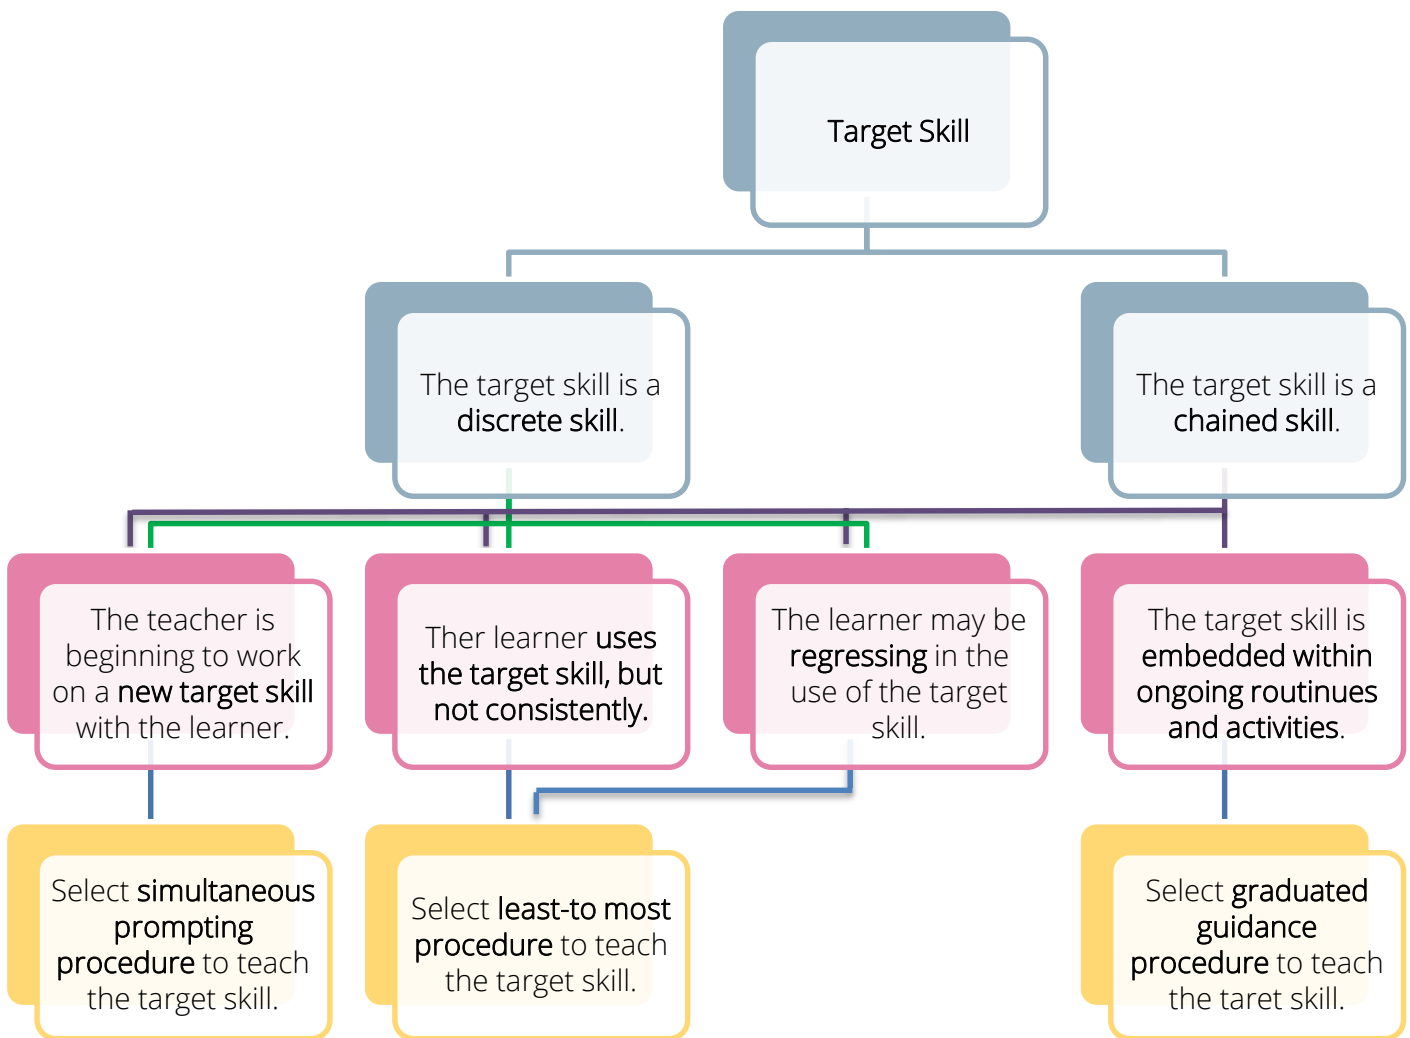 Target Skill
The target skill is a
discrete skill.
The target skill is a
chained skill.
The teacher is
beginning to work
on a new target skill
with the learner.
Ther learner uses
the target skill, but
not consistently.
The learner may be
regressing in the
use of the target
skill.
The target skill is
embedded within
ongoing routinues
and activities.
Select simultaneous
prompting
procedure to teach
the target skill.
Select least-to most
procedure to teach
the target skill.
Select graduated
guidance
procedure to teach
the taret skill.